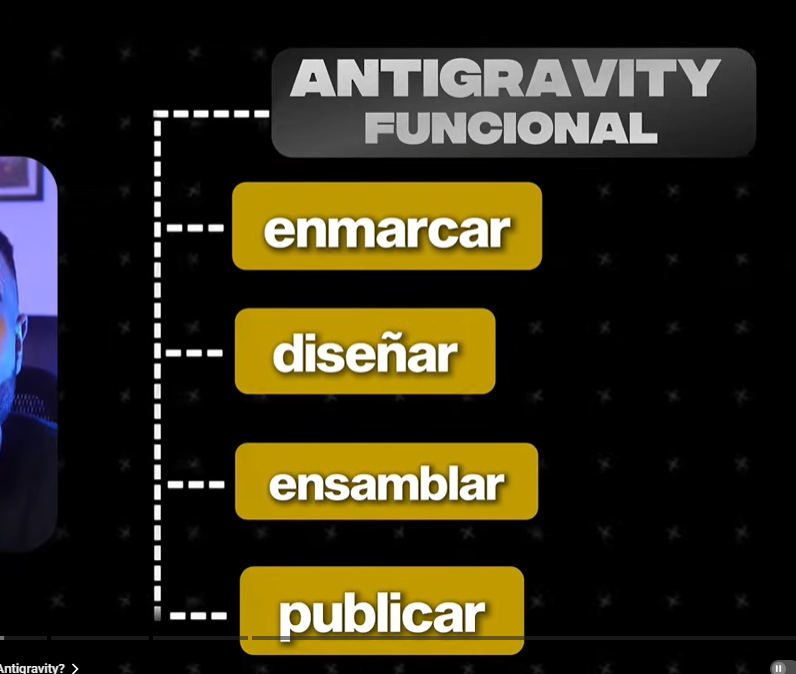 ANTIGRAVITY
FUNCIONAL
enmarcar
diseñar
ensamblar
publicar
Antigravity?